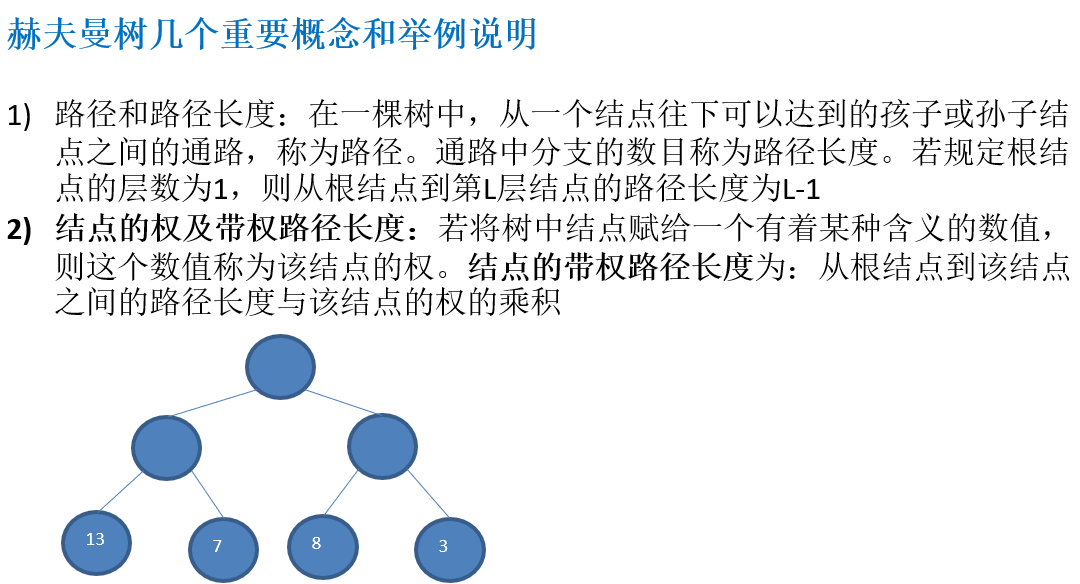 赫夫曼树几个重要概念和举例说明
1) 路径和路径长度：在一棵树中，从一个结点往下可以达到的孩子或孙子结
点之间的通路，称为路径。通路中分支的数目称为路径长度。若规定根结
点的层数为1，则从根结点到第L层结点的路径长度为L-1
2) 结点的权及带权路径长度：若将树中结点赋给一个有着某种含义的数值，
则这个数值称为该结点的权。结点的带权路径长度为：从根结点到该结点
之间的路径长度与该结点的权的乘积
13
7
8
3